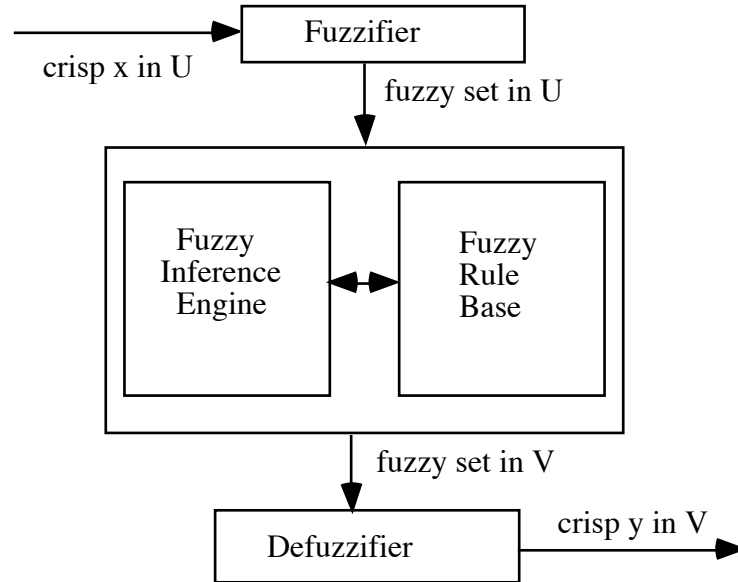 Fuzzifier
crisp x in U
fuzzy set in U
Fuzzy
Inference
Engine
Fuzzy
Rule
Base
fuzzy set in V
crisp y in V
Defuzzifier